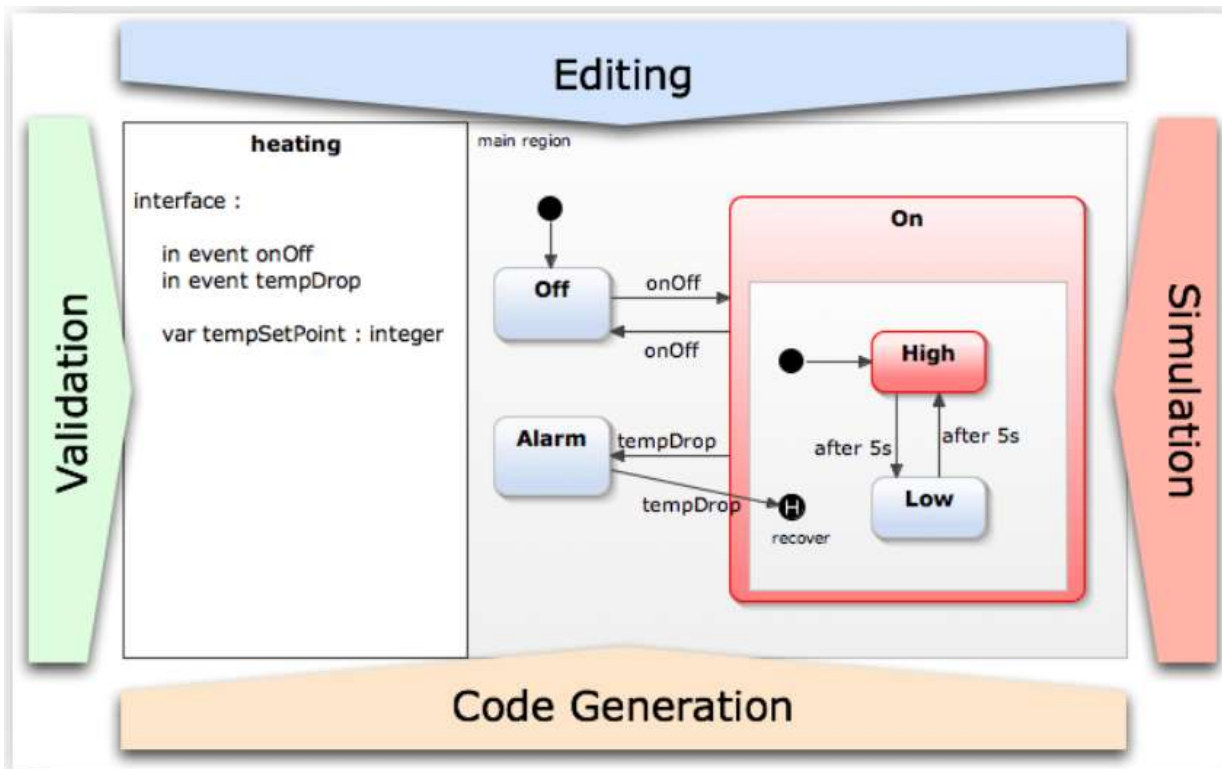 Editing
Validation
heating
interface :
in event onOff
in event tempDrop
var tempSetPoint : integer
main region
Off
onOff
onOff
On
High
after 5s
after 5s
Low
Alarm
tempDrop
tempDrop
H
recover
Simulation
Code Generation